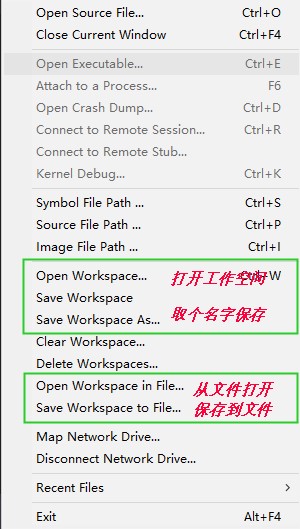 Open Source File... Ctrl+O
Close Current Window Ctrl+F4
Open Executable... Ctrl+E
Attach to a Process... F6
Open Crash Dump... Ctrl+D
Connect to Remote Session... Ctrl+R
Connect to Remote Stub...
Kernel Debug... Ctrl+K
Symbol File Path ... Ctrl+S
Source File Path ... Ctrl+P
Image File Path ... Ctrl+I
Open Workspace... 打开工作空间 Ctrl+W
Save Workspace
Save Workspace As... 取个名字保存
Clear Workspace...
Delete Workspaces...
Open Workspace in File... 从文件打开
Save Workspace to File... 保存到文件
Map Network Drive...
Disconnect Network Drive...
Recent Files
Exit Alt+F4